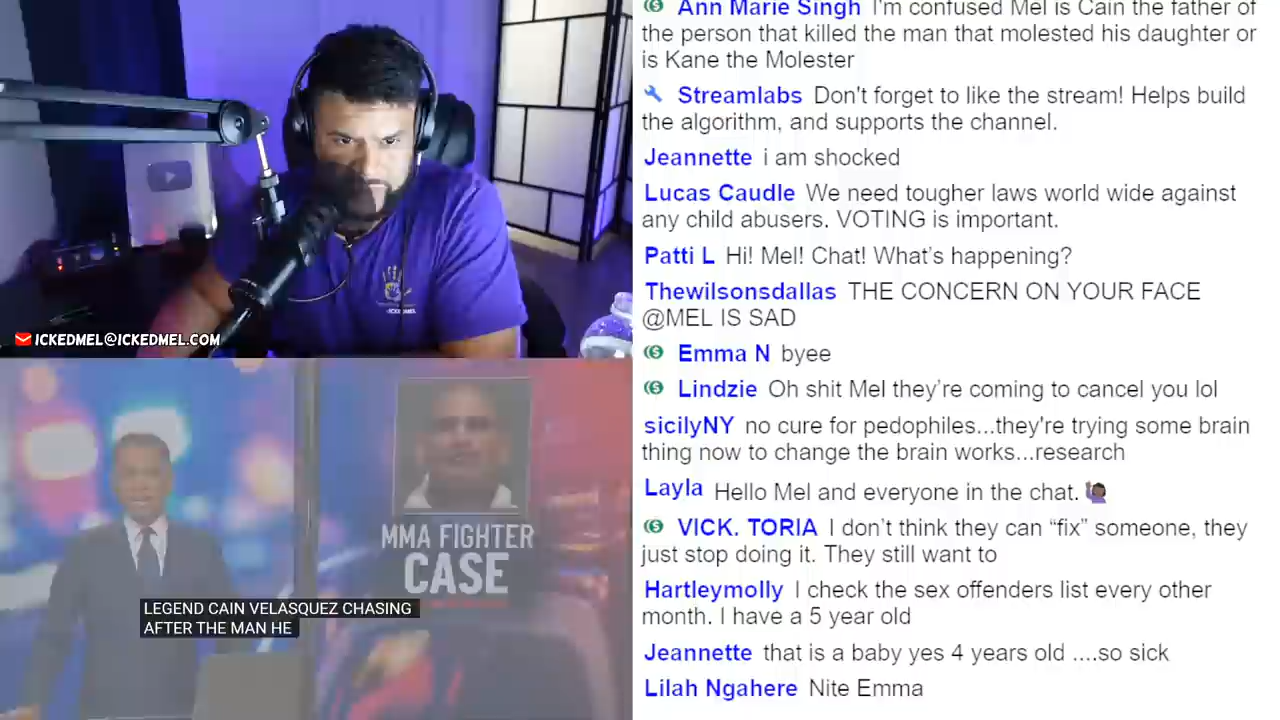 ICKEDMEL@ICKEDMEL.COM
MMA FIGHTER
CASE
LEGEND CAIN VELASQUEZ CHASING
AFTER THE MAN HE
Ann Marie Singh I'm confused Mel is Cain the father of
the person that killed the man that molested his daughter or
is Kane the Molester
Streamlabs Don't forget to like the stream! Helps build
the algorithm, and supports the channel.
Jeannette i am shocked
Lucas Caudle We need tougher laws world wide against
any child abusers. VOTING is important.
Patti L Hi! Mel! Chat! What’s happening?
Thewilsonsdallas THE CONCERN ON YOUR FACE
@MEL IS SAD
Emma N byee
Lindzie Oh shit Mel they’re coming to cancel you lol
sicilyNY no cure for pedophiles...they're trying some brain
thing now to change the brain works...research
Layla Hello Mel and everyone in the chat. 🙋🏾‍♀️
VICK. TORIA I don’t think they can “fix” someone, they
just stop doing it. They still want to
Hartleymolly I check the sex offenders list every other
month. I have a 5 year old
Jeannette that is a baby yes 4 years old ....so sick
Lilah Ngahere Nite Emma